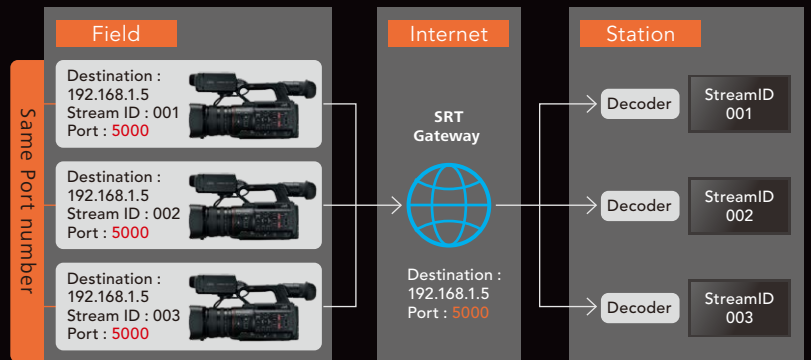 Field
Internet
Station
Same Port number
Destination :
192.168.1.5
Stream ID : 001
Port : 5000
Destination :
192.168.1.5
Stream ID : 002
Port : 5000
Destination :
192.168.1.5
Stream ID : 003
Port : 5000
SRT
Gateway
Destination :
192.168.1.5
Port : 5000
Decoder
StreamID
001
Decoder
StreamID
002
Decoder
StreamID
003